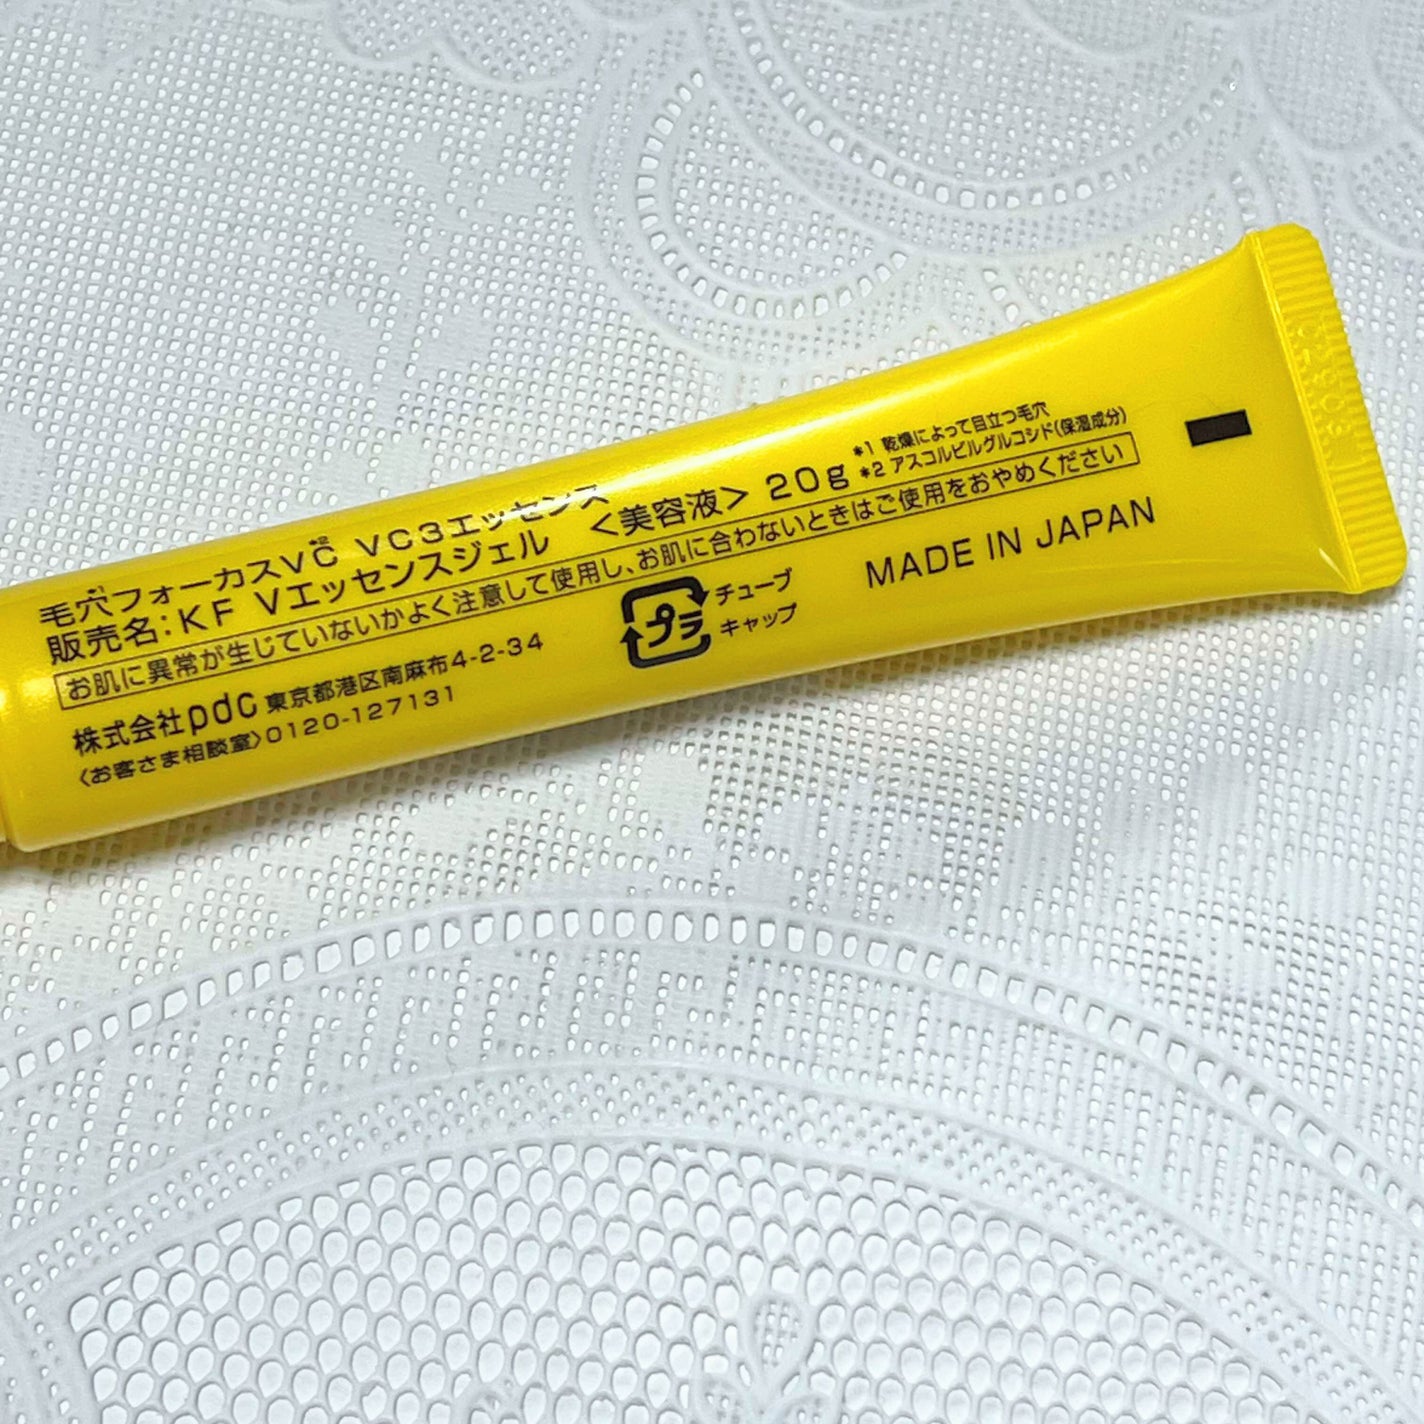 毛穴*1フォーカスVC*2 VC3エッセンス
販売名:KF Vエッセンスジェル <美容液> 20g
*1 乾燥によって目立つ毛穴
*2 アスコルビルグルコシド(保湿成分)
お肌に異常が生じていないかよく注意して使用し、お肌に合わないときはご使用をおやめください
株式会社pdc 東京都港区南麻布4-2-34
〈お客さま相談室〉0120-127131
プラ
チューブ
キャップ
MADE IN JAPAN